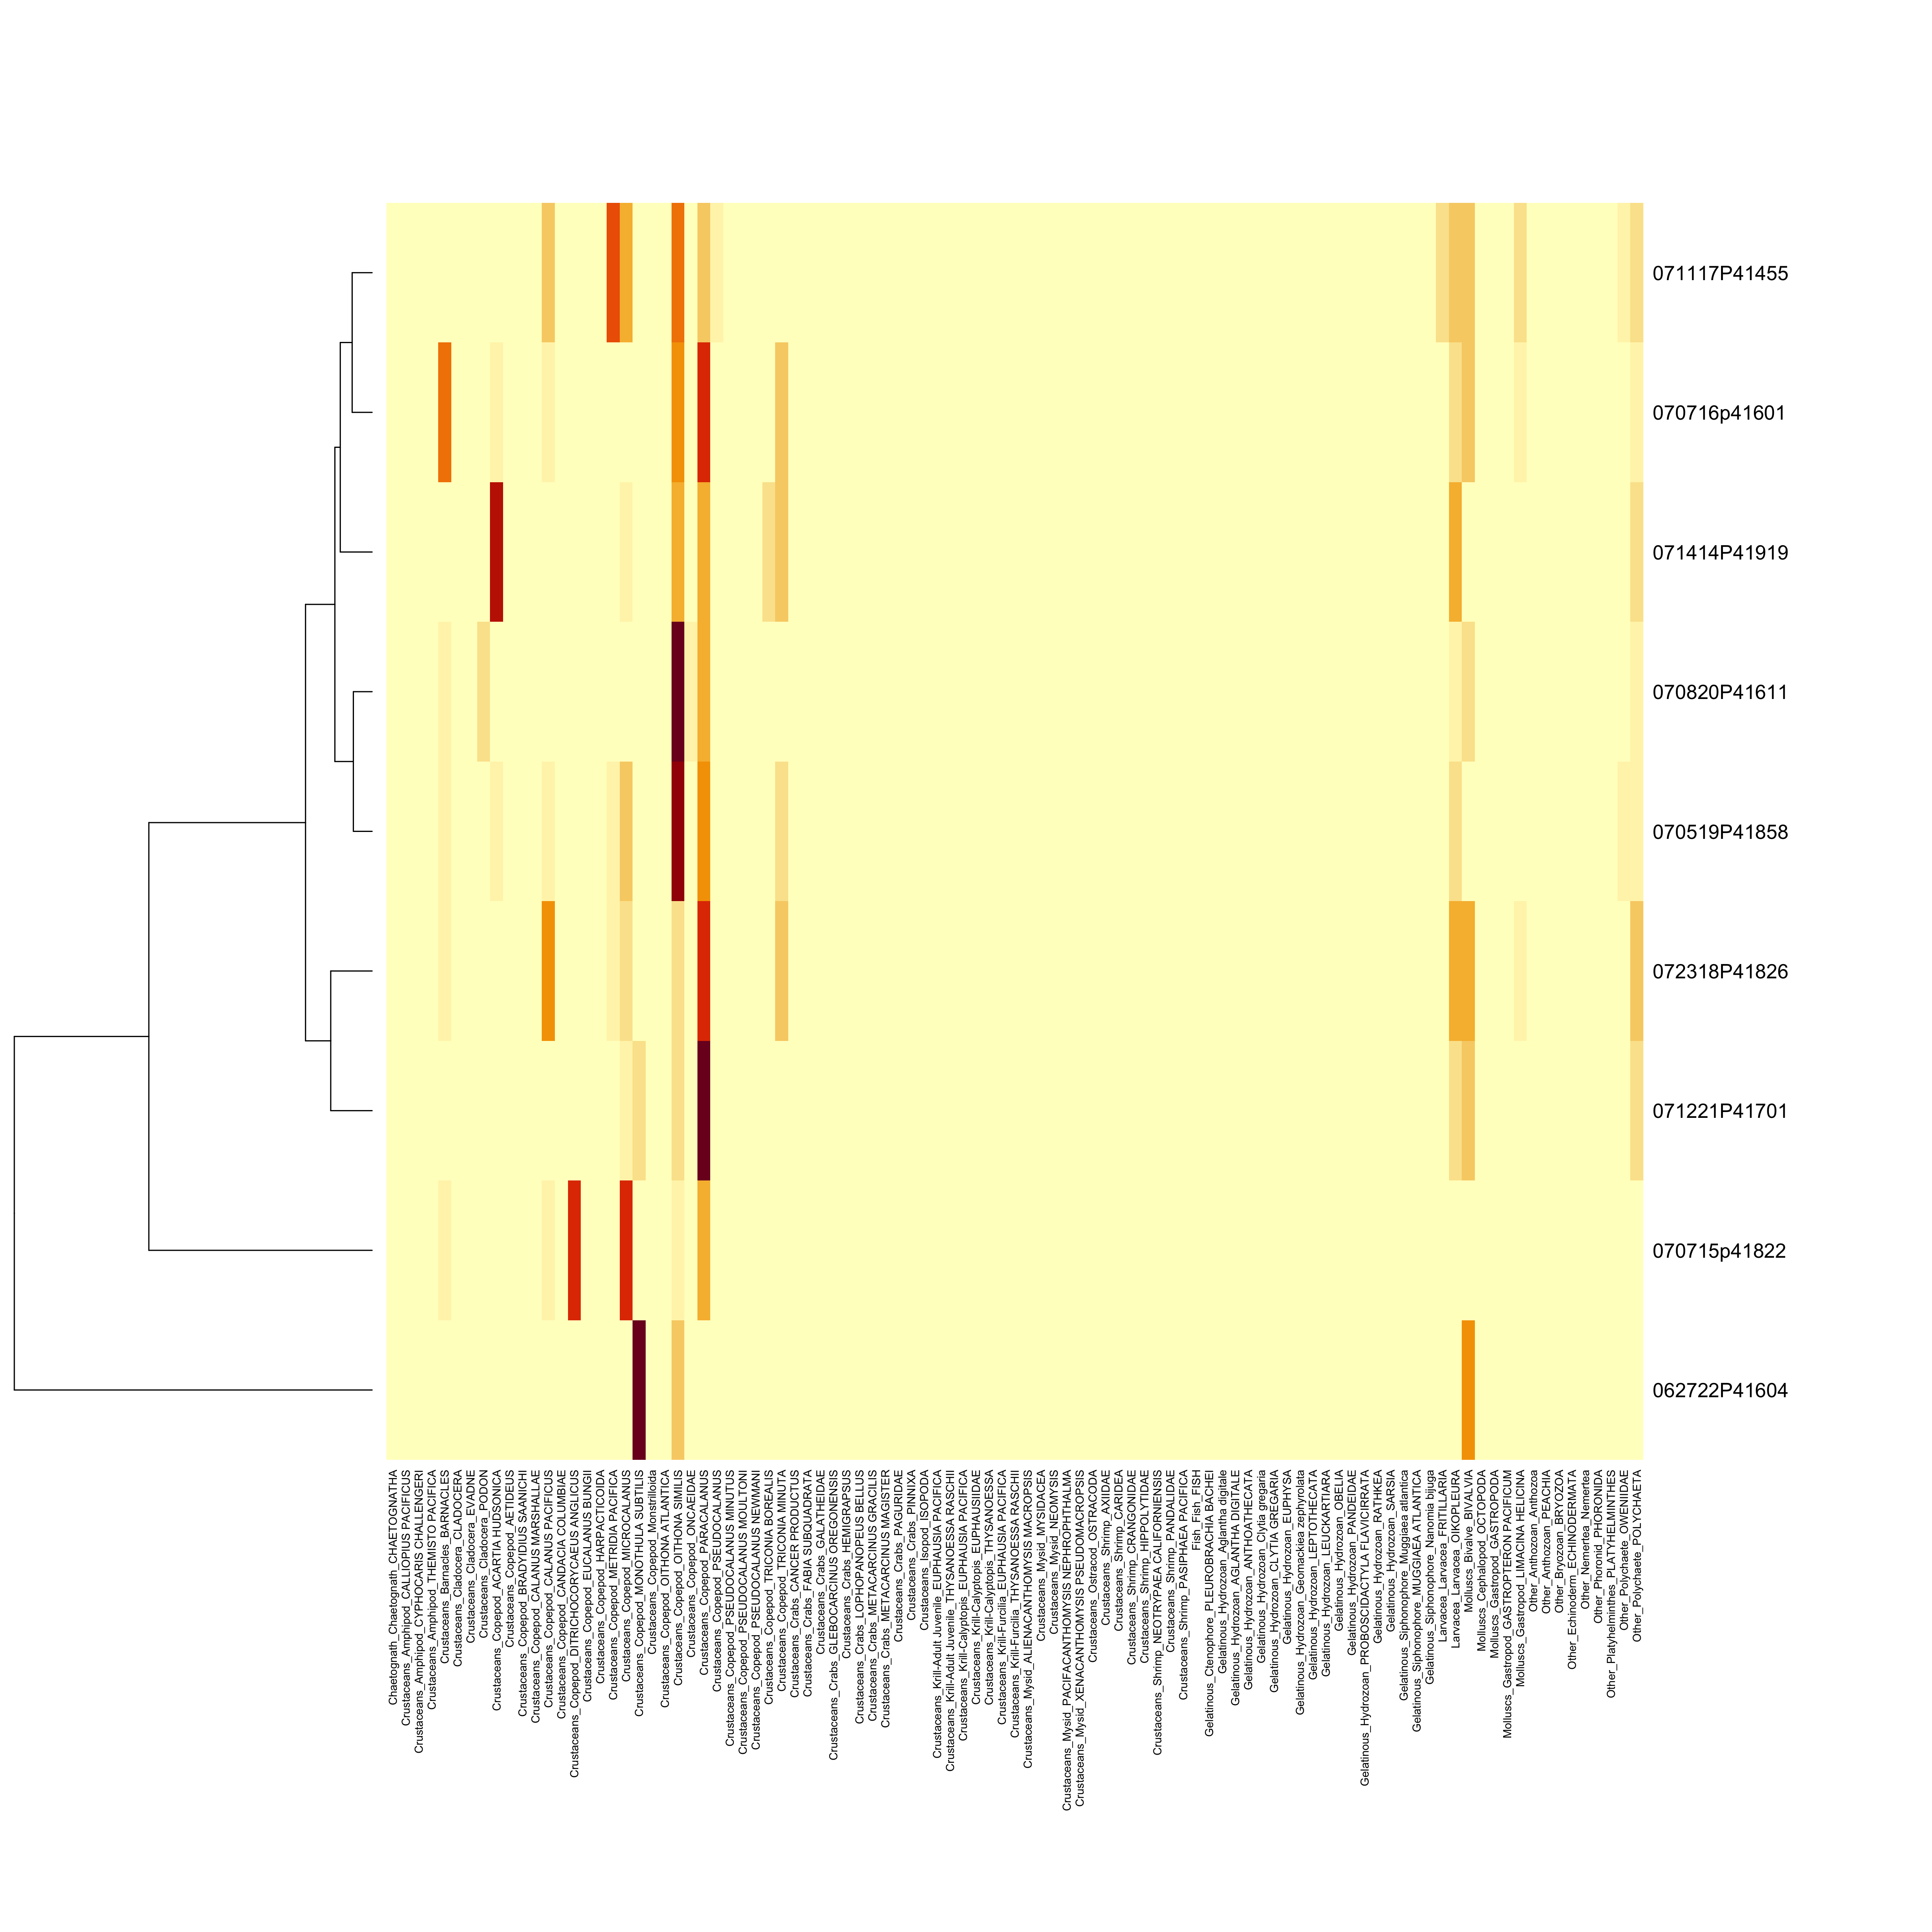 071117P41455
070716p41601
071414P41919
070820P41611
070519P41858
072318P41826
071221P41701
070715p41822
062722P41604
Chaetognath_Chaetognath_CHAETOGNATHA
Crustaceans_Amphipod_CALLIOPIUS PACIFICUS
Crustaceans_Amphipod_CYPHOCARIS CHALLENGERI
Crustaceans_Amphipod_THEMISTO PACIFICA
Crustaceans_Barnacles_BARNACLES
Crustaceans_Cladocera_CLADOCERA
Crustaceans_Cladocera_EVADNE
Crustaceans_Cladocera_PODON
Crustaceans_Copepod_ACARTIA HUDSONICA
Crustaceans_Copepod_AETIDEUS
Crustaceans_Copepod_BRADYIDIUS SAANICHI
Crustaceans_Copepod_CALANUS MARSHALLAE
Crustaceans_Copepod_CALANUS PACIFICUS
Crustaceans_Copepod_CANDACIA COLUMBIAE
Crustaceans_Copepod_DITRICHOCORYCAEUS ANGLICUS
Crustaceans_Copepod_EUCALANUS BUNGII
Crustaceans_Copepod_HARPACTICOIDA
Crustaceans_Copepod_METRIDIA PACIFICA
Crustaceans_Copepod_MICROCALANUS
Crustaceans_Copepod_MONOTHULA SUBTILIS
Crustaceans_Copepod_Monstrilloida
Crustaceans_Copepod_OITHONA ATLANTICA
Crustaceans_Copepod_OITHONA SIMILIS
Crustaceans_Copepod_ONCAEIDAE
Crustaceans_Copepod_PARACALANUS
Crustaceans_Copepod_PSEUDOCALANUS
Crustaceans_Copepod_PSEUDOCALANUS MINUTUS
Crustaceans_Copepod_PSEUDOCALANUS MOULTONI
Crustaceans_Copepod_PSEUDOCALANUS NEWMANI
Crustaceans_Copepod_TRICONIA BOREALIS
Crustaceans_Copepod_TRICONIA MINUTA
Crustaceans_Crabs_CANCER PRODUCTUS
Crustaceans_Crabs_FABIA SUBQUADRATA
Crustaceans_Crabs_GALATHEIDAE
Crustaceans_Crabs_GLEBOCARCINUS OREGONENSIS
Crustaceans_Crabs_HEMIGRAPSUS
Crustaceans_Crabs_LOPHOPANOPEUS BELLUS
Crustaceans_Crabs_METACARCINUS GRACILIS
Crustaceans_Crabs_METACARCINUS MAGISTER
Crustaceans_Crabs_PAGURIDAE
Crustaceans_Crabs_PINNIXA
Crustaceans_Isopod_ISOPODA
Crustaceans_Krill-Adult Juvenile_EUPHAUSIA PACIFICA
Crustaceans_Krill-Adult Juvenile_THYSANOESSA RASCHII
Crustaceans_Krill-Calyptopis_EUPHAUSIA PACIFICA
Crustaceans_Krill-Calyptopis_EUPHAUSIIDAE
Crustaceans_Krill-Calyptopis_THYSANOESSA
Crustaceans_Krill-Furcilia_EUPHAUSIA PACIFICA
Crustaceans_Krill-Furcilia_THYSANOESSA RASCHII
Crustaceans_Mysid_ALIENACANTHOMYSIS MACROPSIS
Crustaceans_Mysid_MYSIDACEA
Crustaceans_Mysid_NEOMYSIS
Crustaceans_Mysid_PACIFACANTHOMYSIS NEPHROPHTHALMA
Crustaceans_Mysid_XENACANTHOMYSIS PSEUDOMACROPSIS
Crustaceans_Ostracod_OSTRACODA
Crustaceans_Shrimp_AXIIDAE
Crustaceans_Shrimp_CARIDEA
Crustaceans_Shrimp_CRANGONIDAE
Crustaceans_Shrimp_HIPPOLYTIDAE
Crustaceans_Shrimp_NEOTRYPAEA CALIFORNIENSIS
Crustaceans_Shrimp_PANDALIDAE
Crustaceans_Shrimp_PASIPHAEA PACIFICA
Fish_Fish_FISH
Gelatinous_Ctenophore_PLEUROBRACHIA BACHEI
Gelatinous_Hydrozoan_Aglantha digitale
Gelatinous_Hydrozoan_AGLANTHA DIGITALE
Gelatinous_Hydrozoan_ANTHOATHECATA
Gelatinous_Hydrozoan_Clytia gregaria
Gelatinous_Hydrozoan_CLYTIA GREGARIA
Gelatinous_Hydrozoan_EUPHYSA
Gelatinous_Hydrozoan_Geomackiea zephyrolata
Gelatinous_Hydrozoan_LEPTOTHECATA
Gelatinous_Hydrozoan_LEUCKARTIARA
Gelatinous_Hydrozoan_OBELIA
Gelatinous_Hydrozoan_PANDEIDAE
Gelatinous_Hydrozoan_PROBOSCIDACTYLA FLAVICIRRATA
Gelatinous_Hydrozoan_RATHKEA
Gelatinous_Hydrozoan_SARSIA
Gelatinous_Siphonophore_Muggiaea atlantica
Gelatinous_Siphonophore_MUGGIAEA ATLANTICA
Gelatinous_Siphonophore_Nanomia bijuga
Larvacea_Larvacea_FRITILLARIA
Larvacea_Larvacea_OIKOPLEURA
Molluscs_Bivalve_BIVALVIA
Molluscs_Cephalopod_OCTOPODA
Molluscs_Gastropod_GASTROPODA
Molluscs_Gastropod_GASTROPTERON PACIFICUM
Molluscs_Gastropod_LIMACINA HELICINA
Other_Anthozoan_Anthozoa
Other_Anthozoan_PEACHIA
Other_Bryozoan_BRYOZOA
Other_Echinoderm_ECHINODERMATA
Other_Nemertea_Nemertea
Other_Phoronid_PHORONIDA
Other_Platyhelminthes_PLATYHELMINTHES
Other_Polychaete_OWENIIDAE
Other_Polychaete_POLYCHAETA